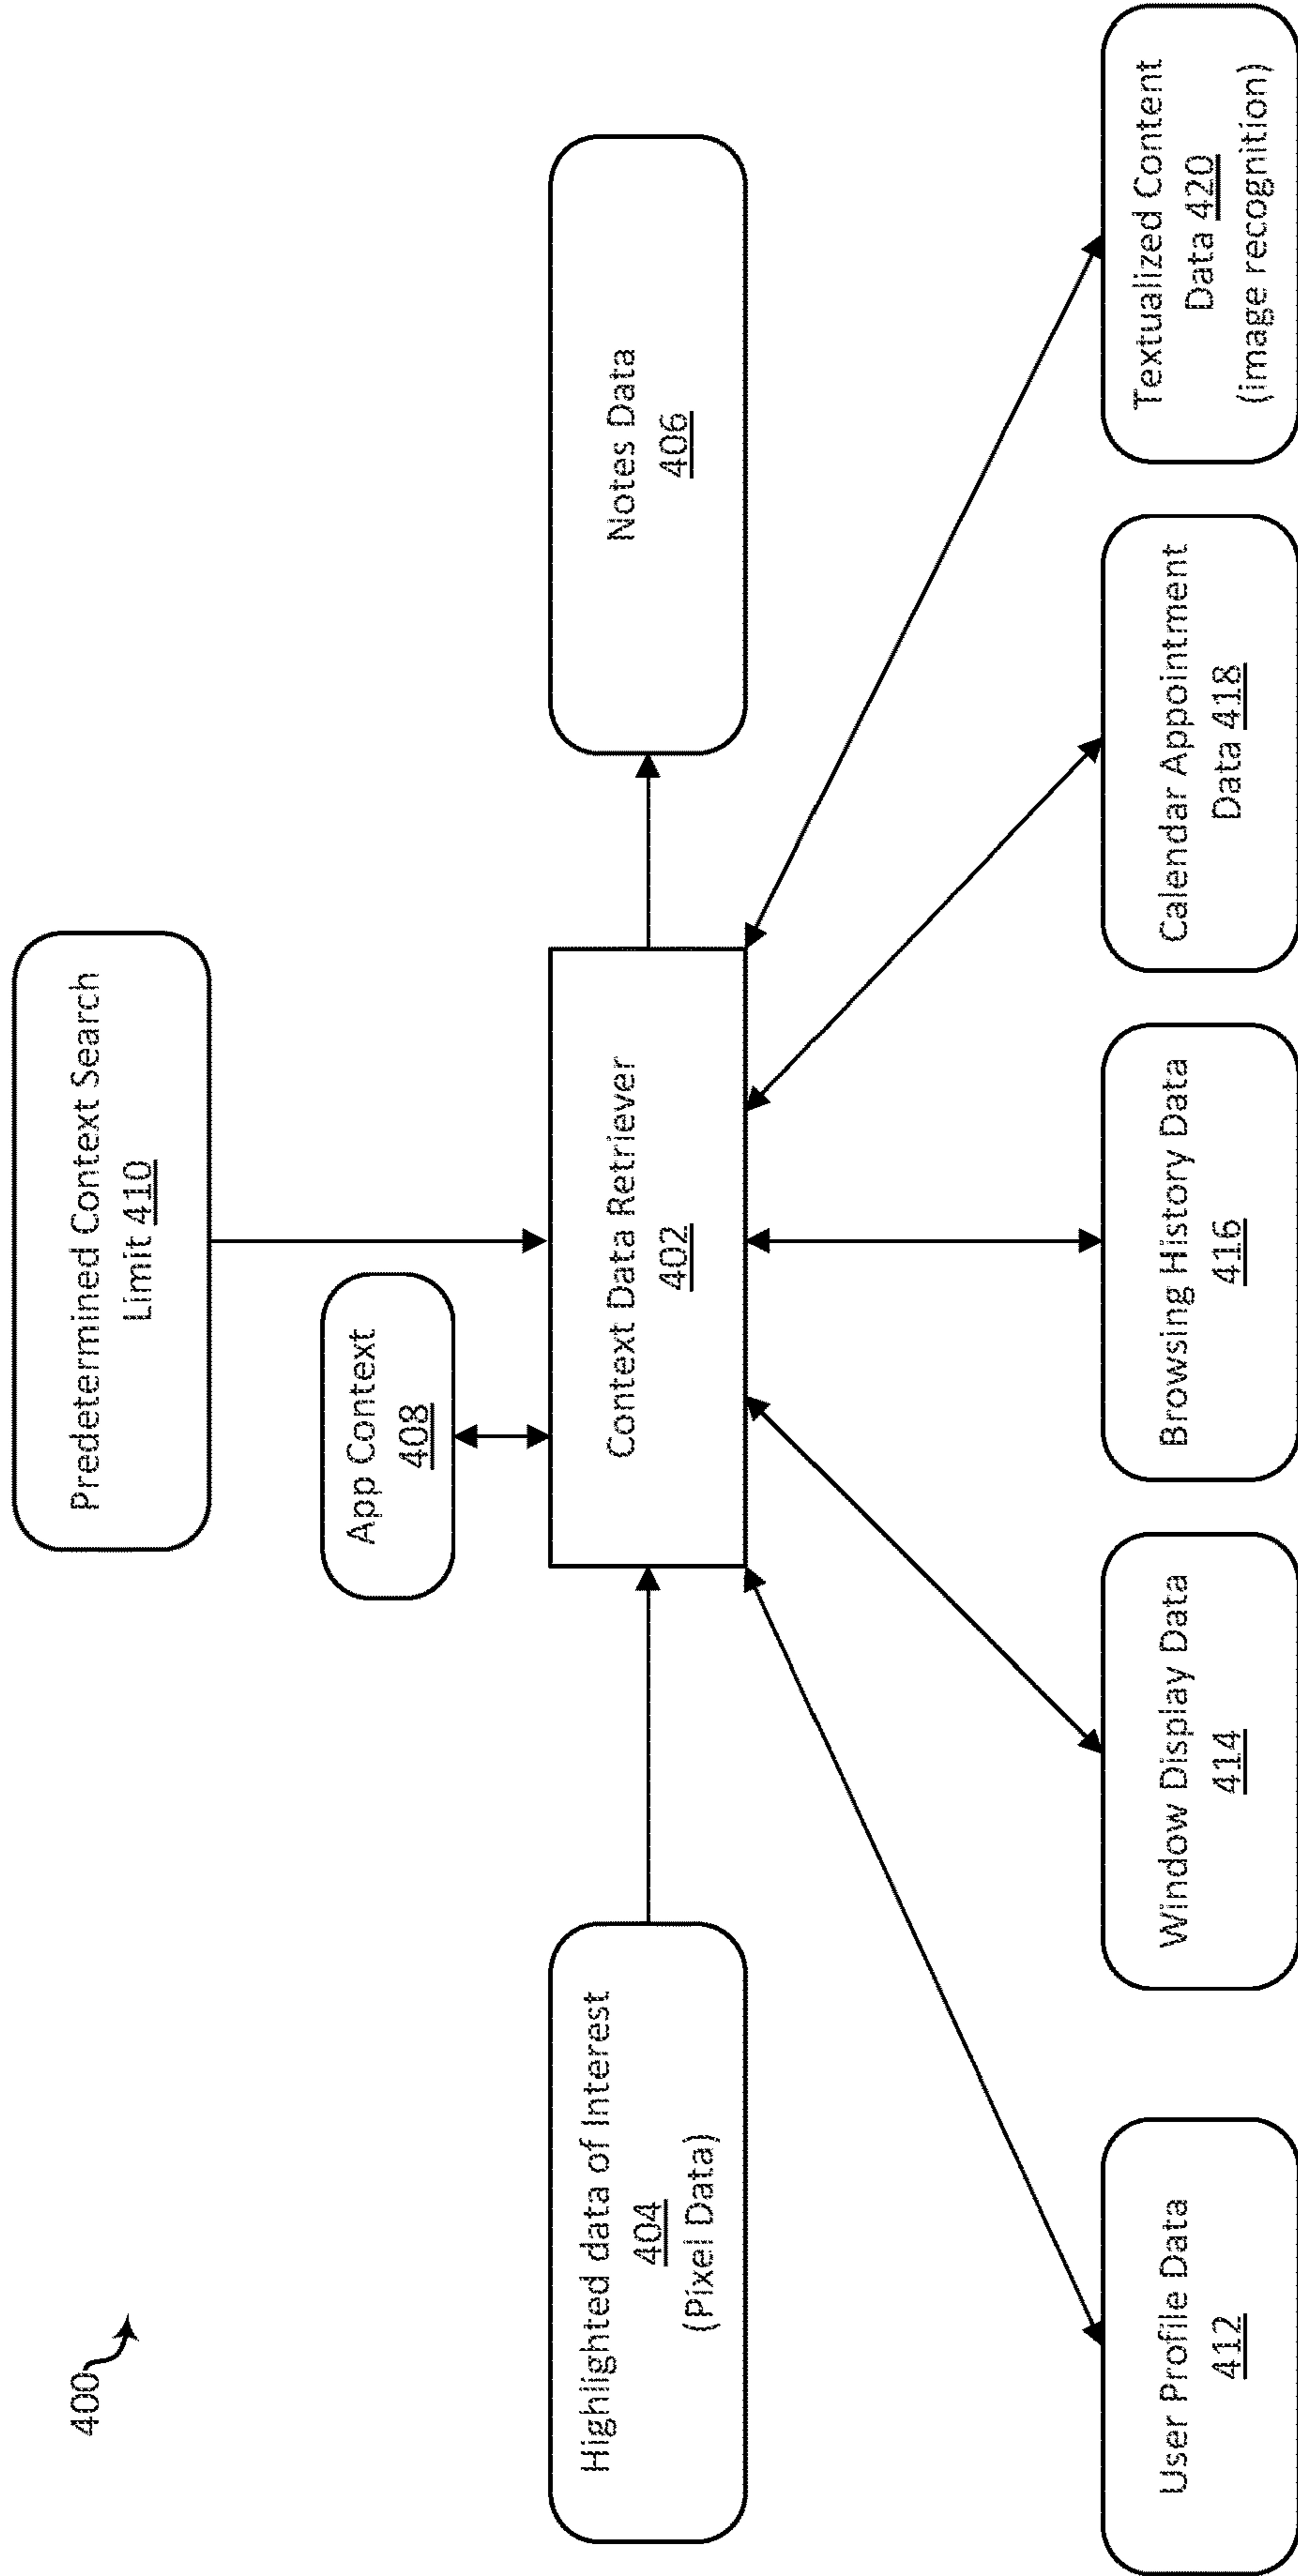 400
Predetermined Context Search
Limit 410
App Context
408
Highlighted data of Interest
404
(Pixel Data)
Context Data Retriever
402
Notes Data
406
User Profile Data
412
Window Display Data
414
Browsing History Data
416
Calendar Appointment
Data 418
Textualized Content
Data 420
(image recognition)